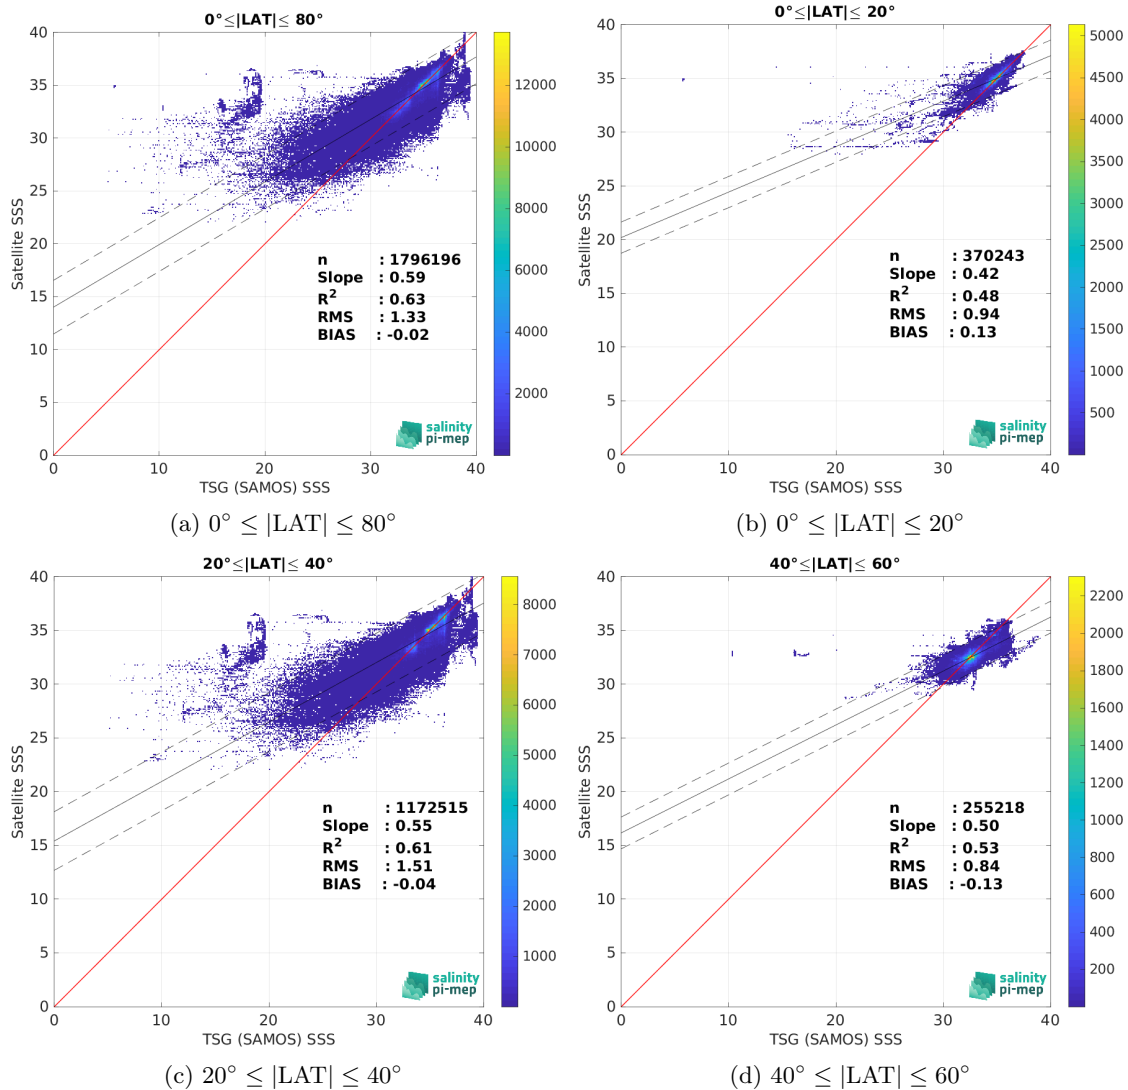 0°≤|LAT|≤ 80°
40
35
30
25
20
15
10
5
0
Satellite SSS
0
10
20
30
40
TSG (SAMOS) SSS
12000
10000
8000
6000
4000
2000
n : 1796196
Slope : 0.59
R² : 0.63
RMS : 1.33
BIAS : -0.02
salinity
pi-mep
(a) 0° ≤ |LAT| ≤ 80°
0°≤|LAT|≤ 20°
40
35
30
25
20
15
10
5
0
Satellite SSS
0
10
20
30
40
TSG (SAMOS) SSS
5000
4500
4000
3500
3000
2500
2000
1500
1000
500
n : 370243
Slope : 0.42
R² : 0.48
RMS : 0.94
BIAS : 0.13
salinity
pi-mep
(b) 0° ≤ |LAT| ≤ 20°
20°≤|LAT|≤ 40°
40
35
30
25
20
15
10
5
0
Satellite SSS
0
10
20
30
40
TSG (SAMOS) SSS
8000
7000
6000
5000
4000
3000
2000
1000
n : 1172515
Slope : 0.55
R² : 0.61
RMS : 1.51
BIAS : -0.04
salinity
pi-mep
(c) 20° ≤ |LAT| ≤ 40°
40°≤|LAT|≤ 60°
40
35
30
25
20
15
10
5
0
Satellite SSS
0
10
20
30
40
TSG (SAMOS) SSS
2200
2000
1800
1600
1400
1200
1000
800
600
400
200
n : 255218
Slope : 0.50
R² : 0.53
RMS : 0.84
BIAS : -0.13
salinity
pi-mep
(d) 40° ≤ |LAT| ≤ 60°